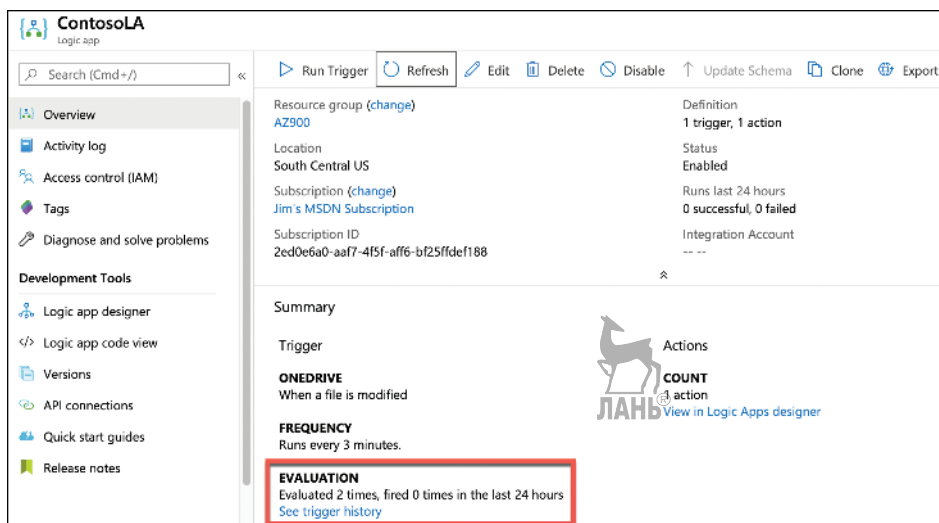 ContosoLA
Logic app
Search (Cmd+/)
«
Overview
Activity log
Access control (IAM)
Tags
Diagnose and solve problems
Development Tools
Logic app designer
Logic app code view
Versions
API connections
Quick start guides
Release notes
Run Trigger
Refresh
Edit
Delete
Disable
Update Schema
Clone
Export
Resource group (change)
AZ900
Location
South Central US
Subscription (change)
Jim's MSDN Subscription
Subscription ID
2ed0e6a0-aaf7-4f5f-aff6-bf25ffdef188
Definition
1 trigger, 1 action
Status
Enabled
Runs last 24 hours
0 successful, 0 failed
Integration Account
-- --
Summary
Trigger
ONEDRIVE
When a file is modified
FREQUENCY
Runs every 3 minutes.
EVALUATION
Evaluated 2 times, fired 0 times in the last 24 hours
See trigger history
Actions
COUNT
1 action
View in Logic Apps designer
ЛАНЬ®